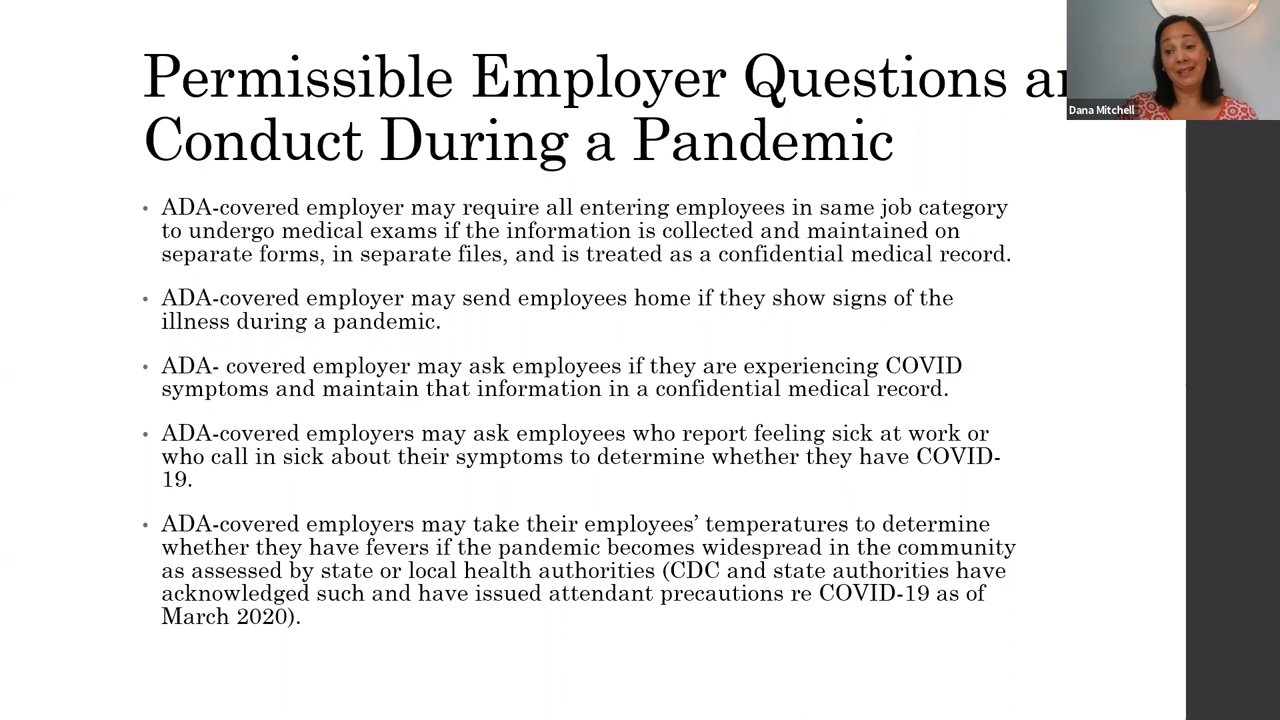 Permissible Employer Questions
Conduct During a Pandemic
Dana Mitchell
• ADA-covered employer may require all entering employees in same job category
to undergo medical exams if the information is collected and maintained on
separate forms, in separate files, and is treated as a confidential medical record.
• ADA-covered employer may send employees home if they show signs of the
illness during a pandemic.
• ADA- covered employer may ask employees if they are experiencing COVID
symptoms and maintain that information in a confidential medical record.
• ADA-covered employers may ask employees who report feeling sick at work or
who call in sick about their symptoms to determine whether they have COVID-
19.
• ADA-covered employers may take their employees’ temperatures to determine
whether they have fevers if the pandemic becomes widespread in the community
as assessed by state or local health authorities (CDC and state authorities have
acknowledged such and have issued attendant precautions re COVID-19 as of
March 2020).